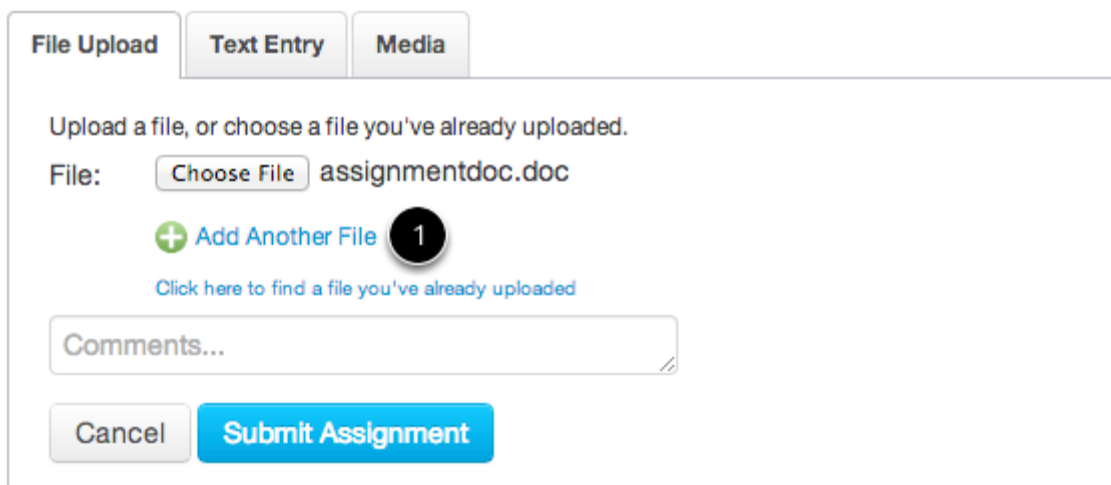 File Upload Text Entry Media
Upload a file, or choose a file you've already uploaded.
File: Choose File assignmentdoc.doc
Add Another File 1
Click here to find a file you've already uploaded
Comments...
Cancel Submit Assignment